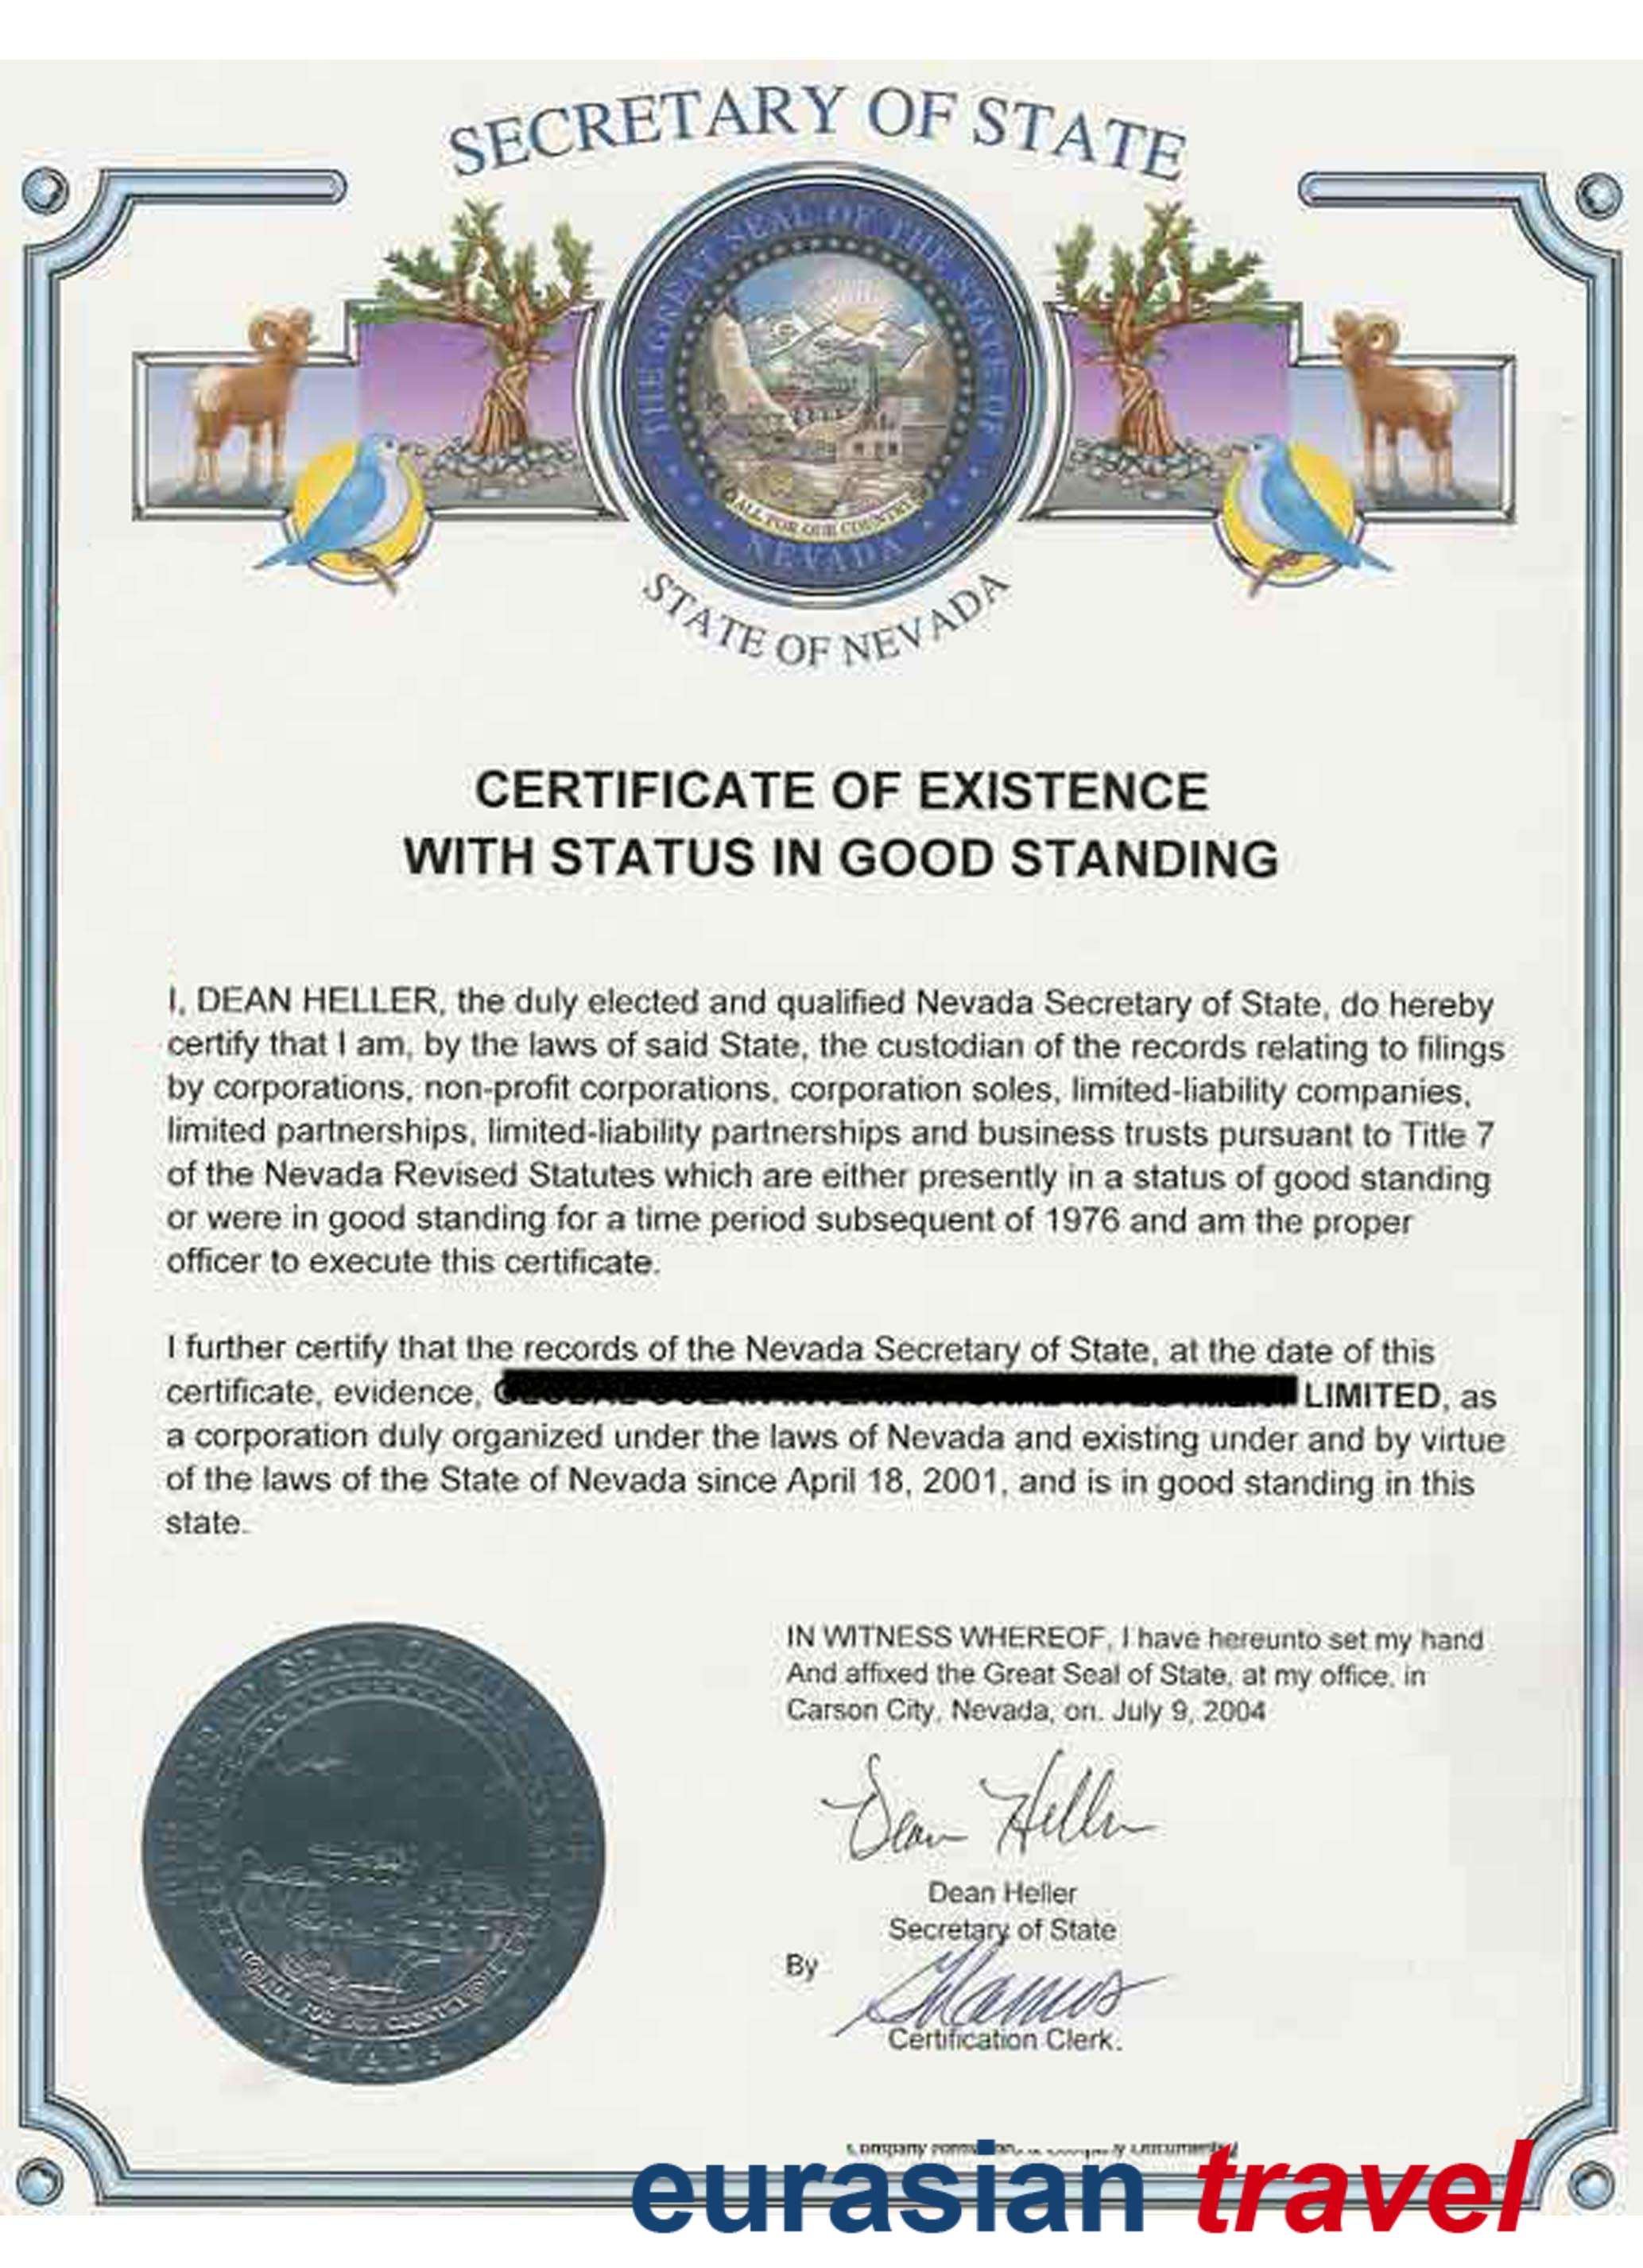 SECRETARY OF STATE
THE GREAT SEAL OF THE STATE OF
ALL FOR OUR COUNTRY
NEVADA
STATE OF NEVADA
CERTIFICATE OF EXISTENCE
WITH STATUS IN GOOD STANDING
I, DEAN HELLER, the duly elected and qualified Nevada Secretary of State, do hereby
certify that I am, by the laws of said State, the custodian of the records relating to filings
by corporations, non-profit corporations, corporation soles, limited-liability companies,
limited partnerships, limited-liability partnerships and business trusts pursuant to Title 7
of the Nevada Revised Statutes which are either presently in a status of good standing
or were in good standing for a time period subsequent of 1976 and am the proper
officer to execute this certificate.
I further certify that the records of the Nevada Secretary of State, at the date of this
certificate, evidence, LIMITED, as
a corporation duly organized under the laws of Nevada and existing under and by virtue
of the laws of the State of Nevada since April 18, 2001, and is in good standing in this
state.
IN WITNESS WHEREOF, I have hereunto set my hand
And affixed the Great Seal of State, at my office, in
Carson City, Nevada, on. July 9, 2004
Dean Heller
Dean Heller
Secretary of State
By
Certification Clerk.
eurasian travel